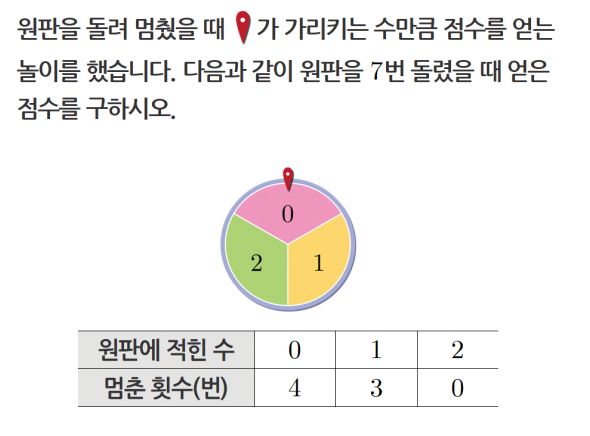 원판을 돌려 멈췄을 때 가 가리키는 수만큼 점수를 얻는
놀이를 했습니다. 다음과 같이 원판을 7번 돌렸을 때 얻은
점수를 구하시오.
0
2 1
원판에 적힌 수 0 1 2
멈춘 횟수(번) 4 3 0